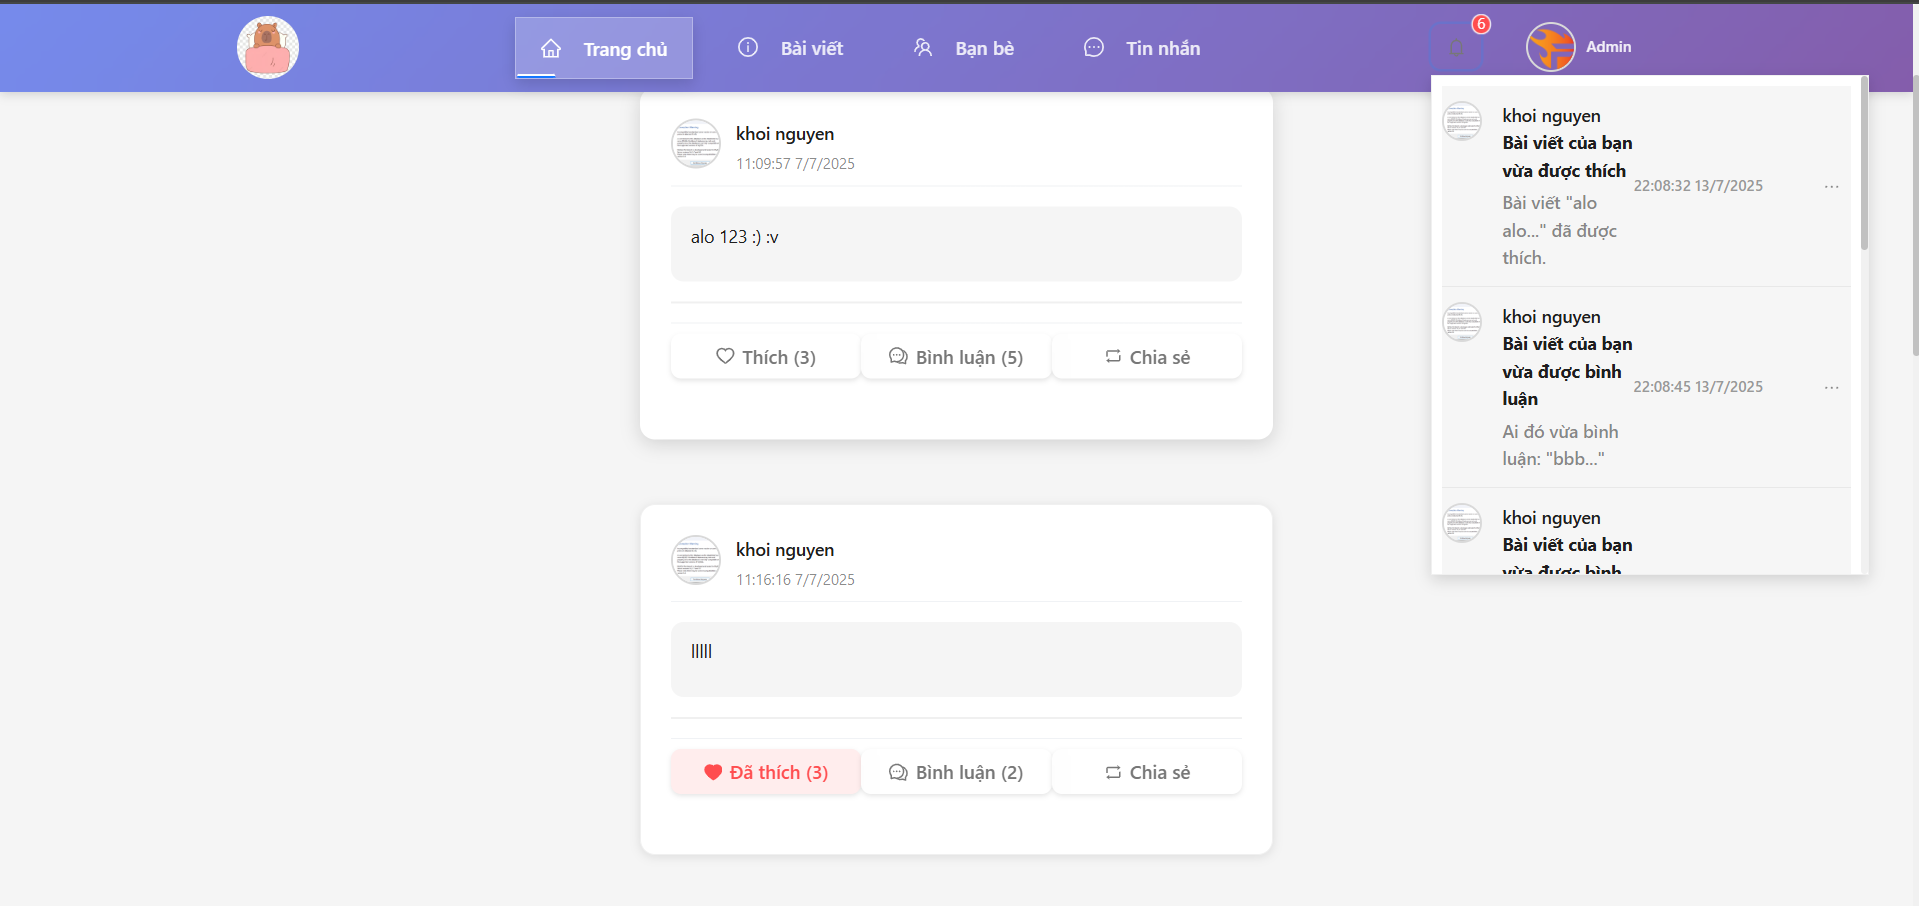 Trang chủ
Bài viết
Bạn bè
Tin nhắn
6
Admin
khoi nguyen
11:09:57 7/7/2025
alo 123 :) :v
Thích (3)
Bình luận (5)
Chia sẻ
khoi nguyen
11:16:16 7/7/2025
lllll
Đã thích (3)
Bình luận (2)
Chia sẻ
khoi nguyen
Bài viết của bạn
vừa được thích
22:08:32 13/7/2025
...
Bài viết "alo
alo..." đã được
thích.
khoi nguyen
Bài viết của bạn
vừa được bình
luận
22:08:45 13/7/2025
...
Ai đó vừa bình
luận: "bbb..."
khoi nguyen
Bài viết của bạn
vừa được bình